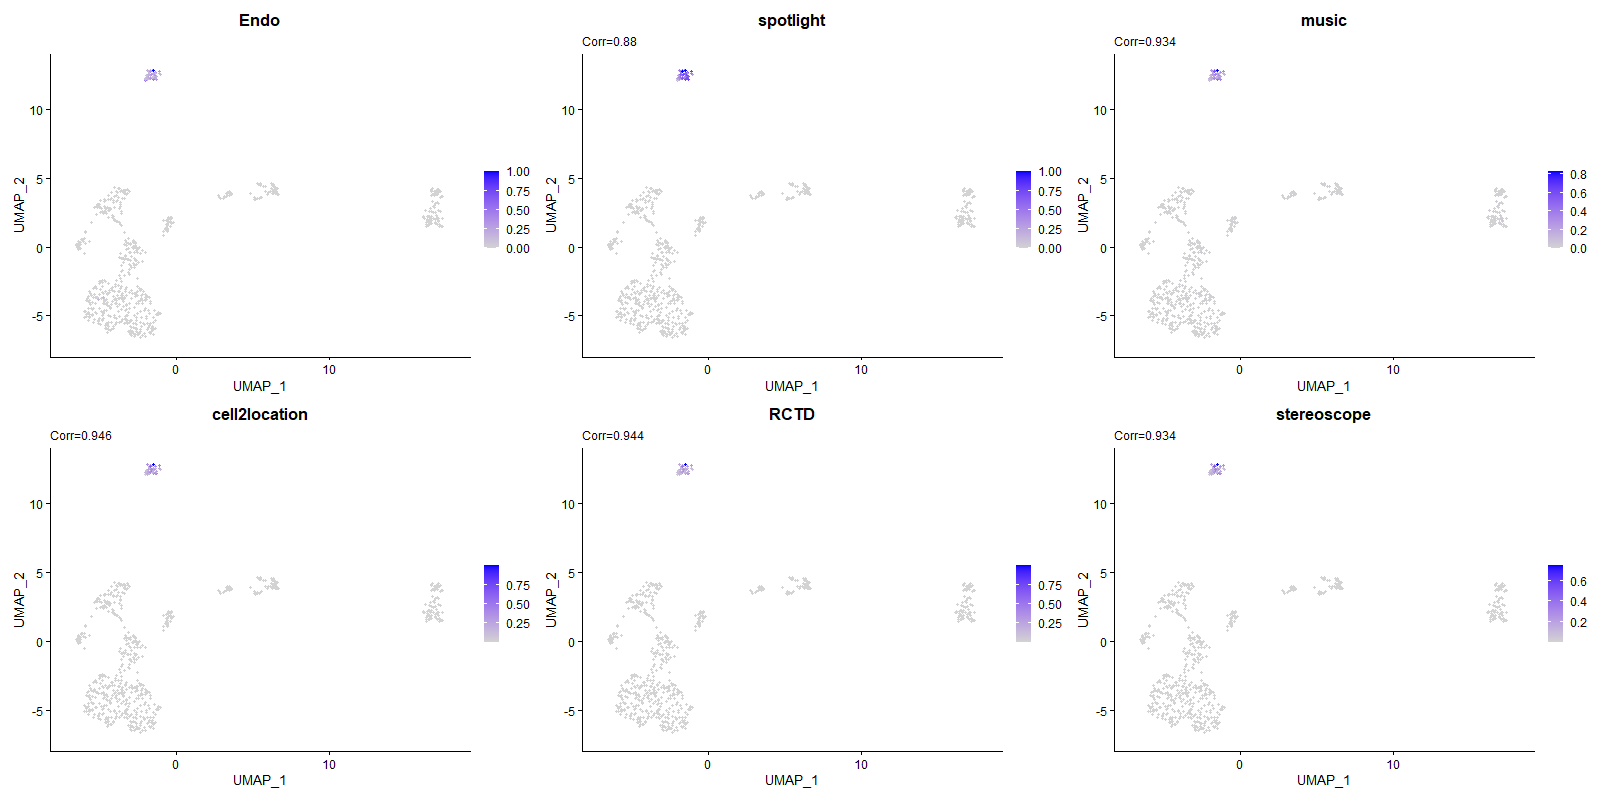 Endo
UMAP_2
10
5
0
-5
0
10
UMAP_1
1.00
0.75
0.50
0.25
0.00
spotlight
Corr=0.88
UMAP_2
10
5
0
-5
0
10
UMAP_1
1.00
0.75
0.50
0.25
0.00
music
Corr=0.934
UMAP_2
10
5
0
-5
0
10
UMAP_1
0.8
0.6
0.4
0.2
0.0
cell2location
Corr=0.946
UMAP_2
10
5
0
-5
0
10
UMAP_1
0.75
0.50
0.25
RCTD
Corr=0.944
UMAP_2
10
5
0
-5
0
10
UMAP_1
0.75
0.50
0.25
stereoscope
Corr=0.934
UMAP_2
10
5
0
-5
0
10
UMAP_1
0.6
0.4
0.2